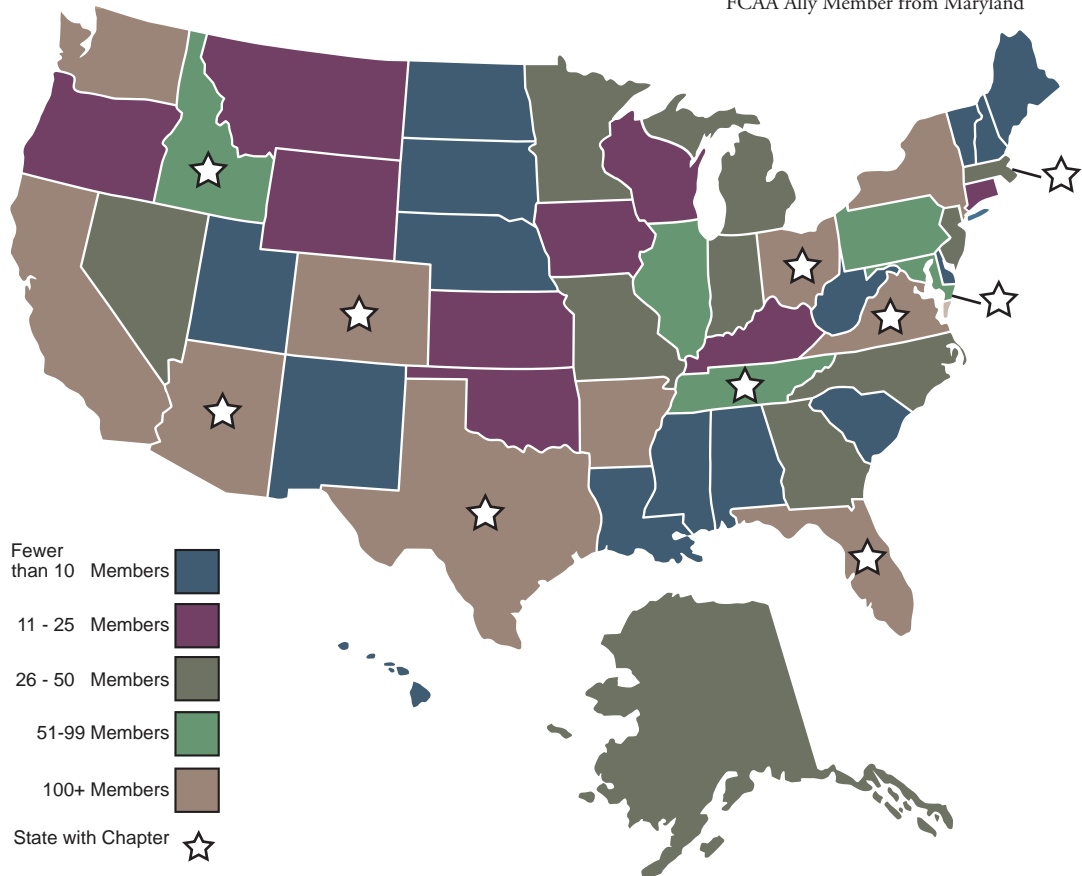 FCAA Ally Member from Maryland
Fewer
than 10 Members
11 - 25 Members
26 - 50 Members
51-99 Members
100+ Members
State with Chapter